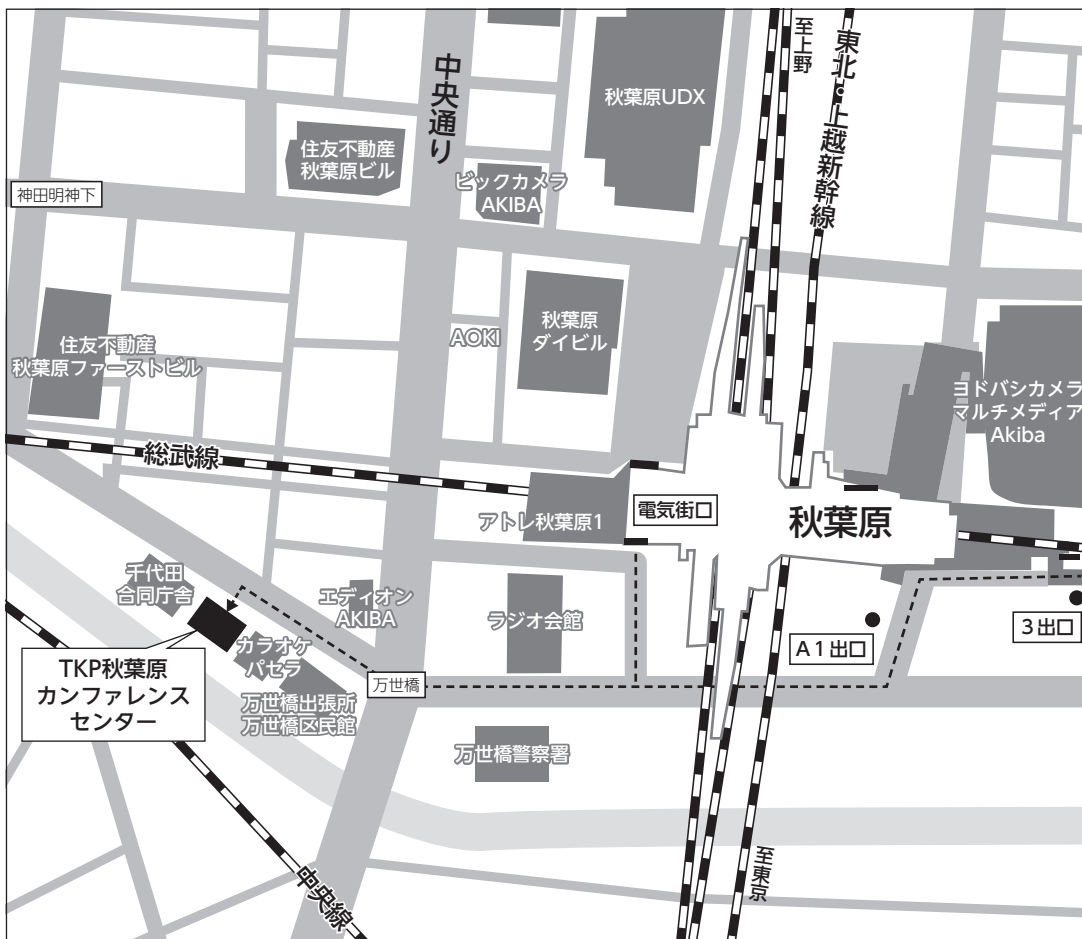 至上野
東北・上越新幹線
中央通り
秋葉原UDX
住友不動産
秋葉原ビル
ビックカメラ
AKIBA
神田明神下
住友不動産
秋葉原ファーストビル
AOKI
秋葉原
ダイビル
ヨドバシカメラ
マルチメディア
Akiba
総武線
アトレ秋葉原1
電気街口
秋葉原
千代田
合同庁舎
エディオン
AKIBA
ラジオ会館
A1出口
3出口
カラオケ
パセラ
TKP秋葉原
カンファレンス
センター
万世橋
万世橋出張所
万世橋区民館
万世橋警察署
中央線
至東京